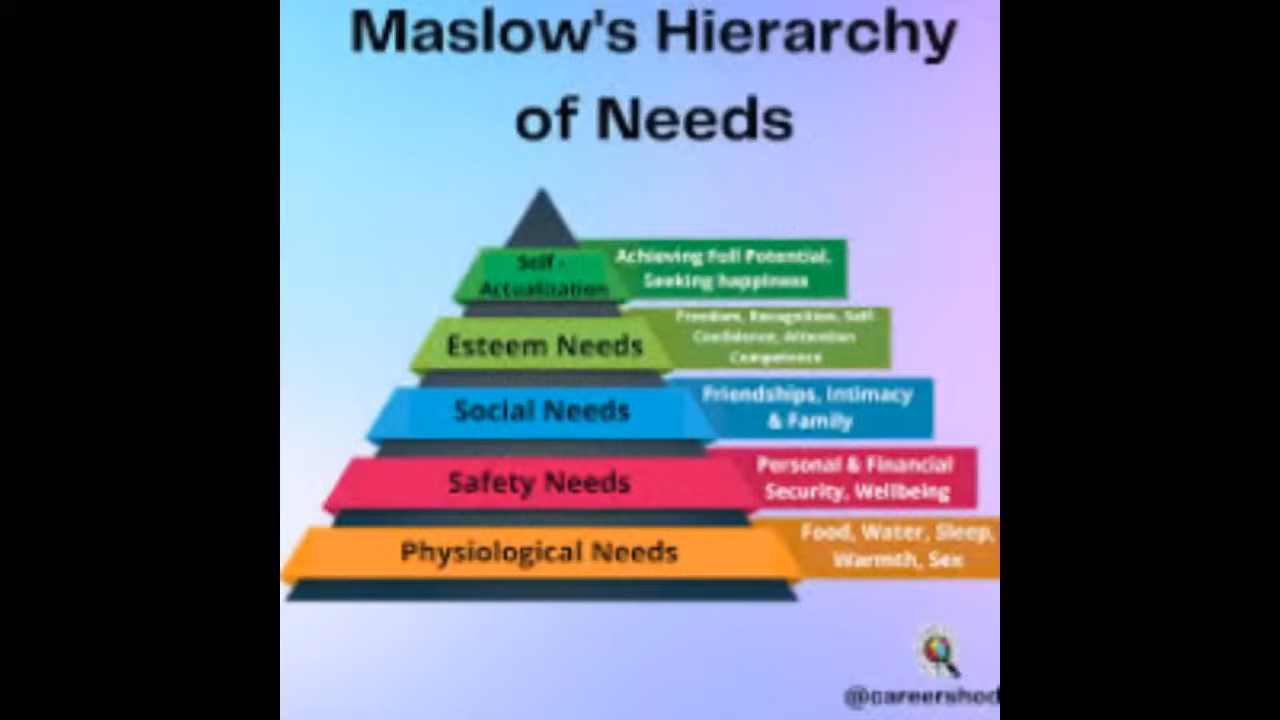 Maslow's Hierarchy
of Needs
Self -
Actualization
Achieving Full Potential,
Seeking happiness
Esteem Needs
Freedom, Recognition, Self
Confidence, Attention
Competence
Social Needs
Friendships, Intimacy
& Family
Safety Needs
Personal & Financial
Security, Wellbeing
Physiological Needs
Food, Water, Sleep,
Warmth, Sex
@careershod